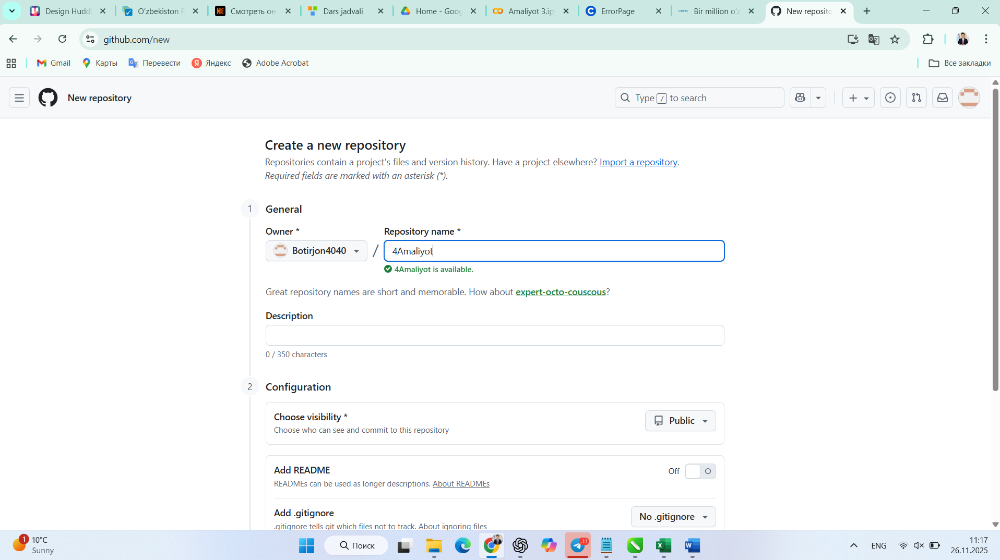 Design Huddl
O'zbekiston R
Смотреть он
Dars jadvali
Home - Goog
Amaliyot 3.ip
ErrorPage
Bir million o'z
New reposito
github.com/new
Gmail
Карты
Перевести
Яндекс
Adobe Acrobat
Все закладки
New repository
Type / to search
Create a new repository
Repositories contain a project's files and version history. Have a project elsewhere? Import a repository.
Required fields are marked with an asterisk (*).
1
General
Owner *
Repository name *
Botirjon4040
/
4Amaliyot
4Amaliyot is available.
Great repository names are short and memorable. How about expert-octo-couscous?
Description
0 / 350 characters
2
Configuration
Choose visibility *
Choose who can see and commit to this repository
Public
Add README
READMEs can be used as longer descriptions. About READMEs
Off
Add .gitignore
.gitignore tells git which files not to track. About ignoring files
No .gitignore
1
10°C
Sunny
Поиск
..11
ENG
11:17
26.11.2025